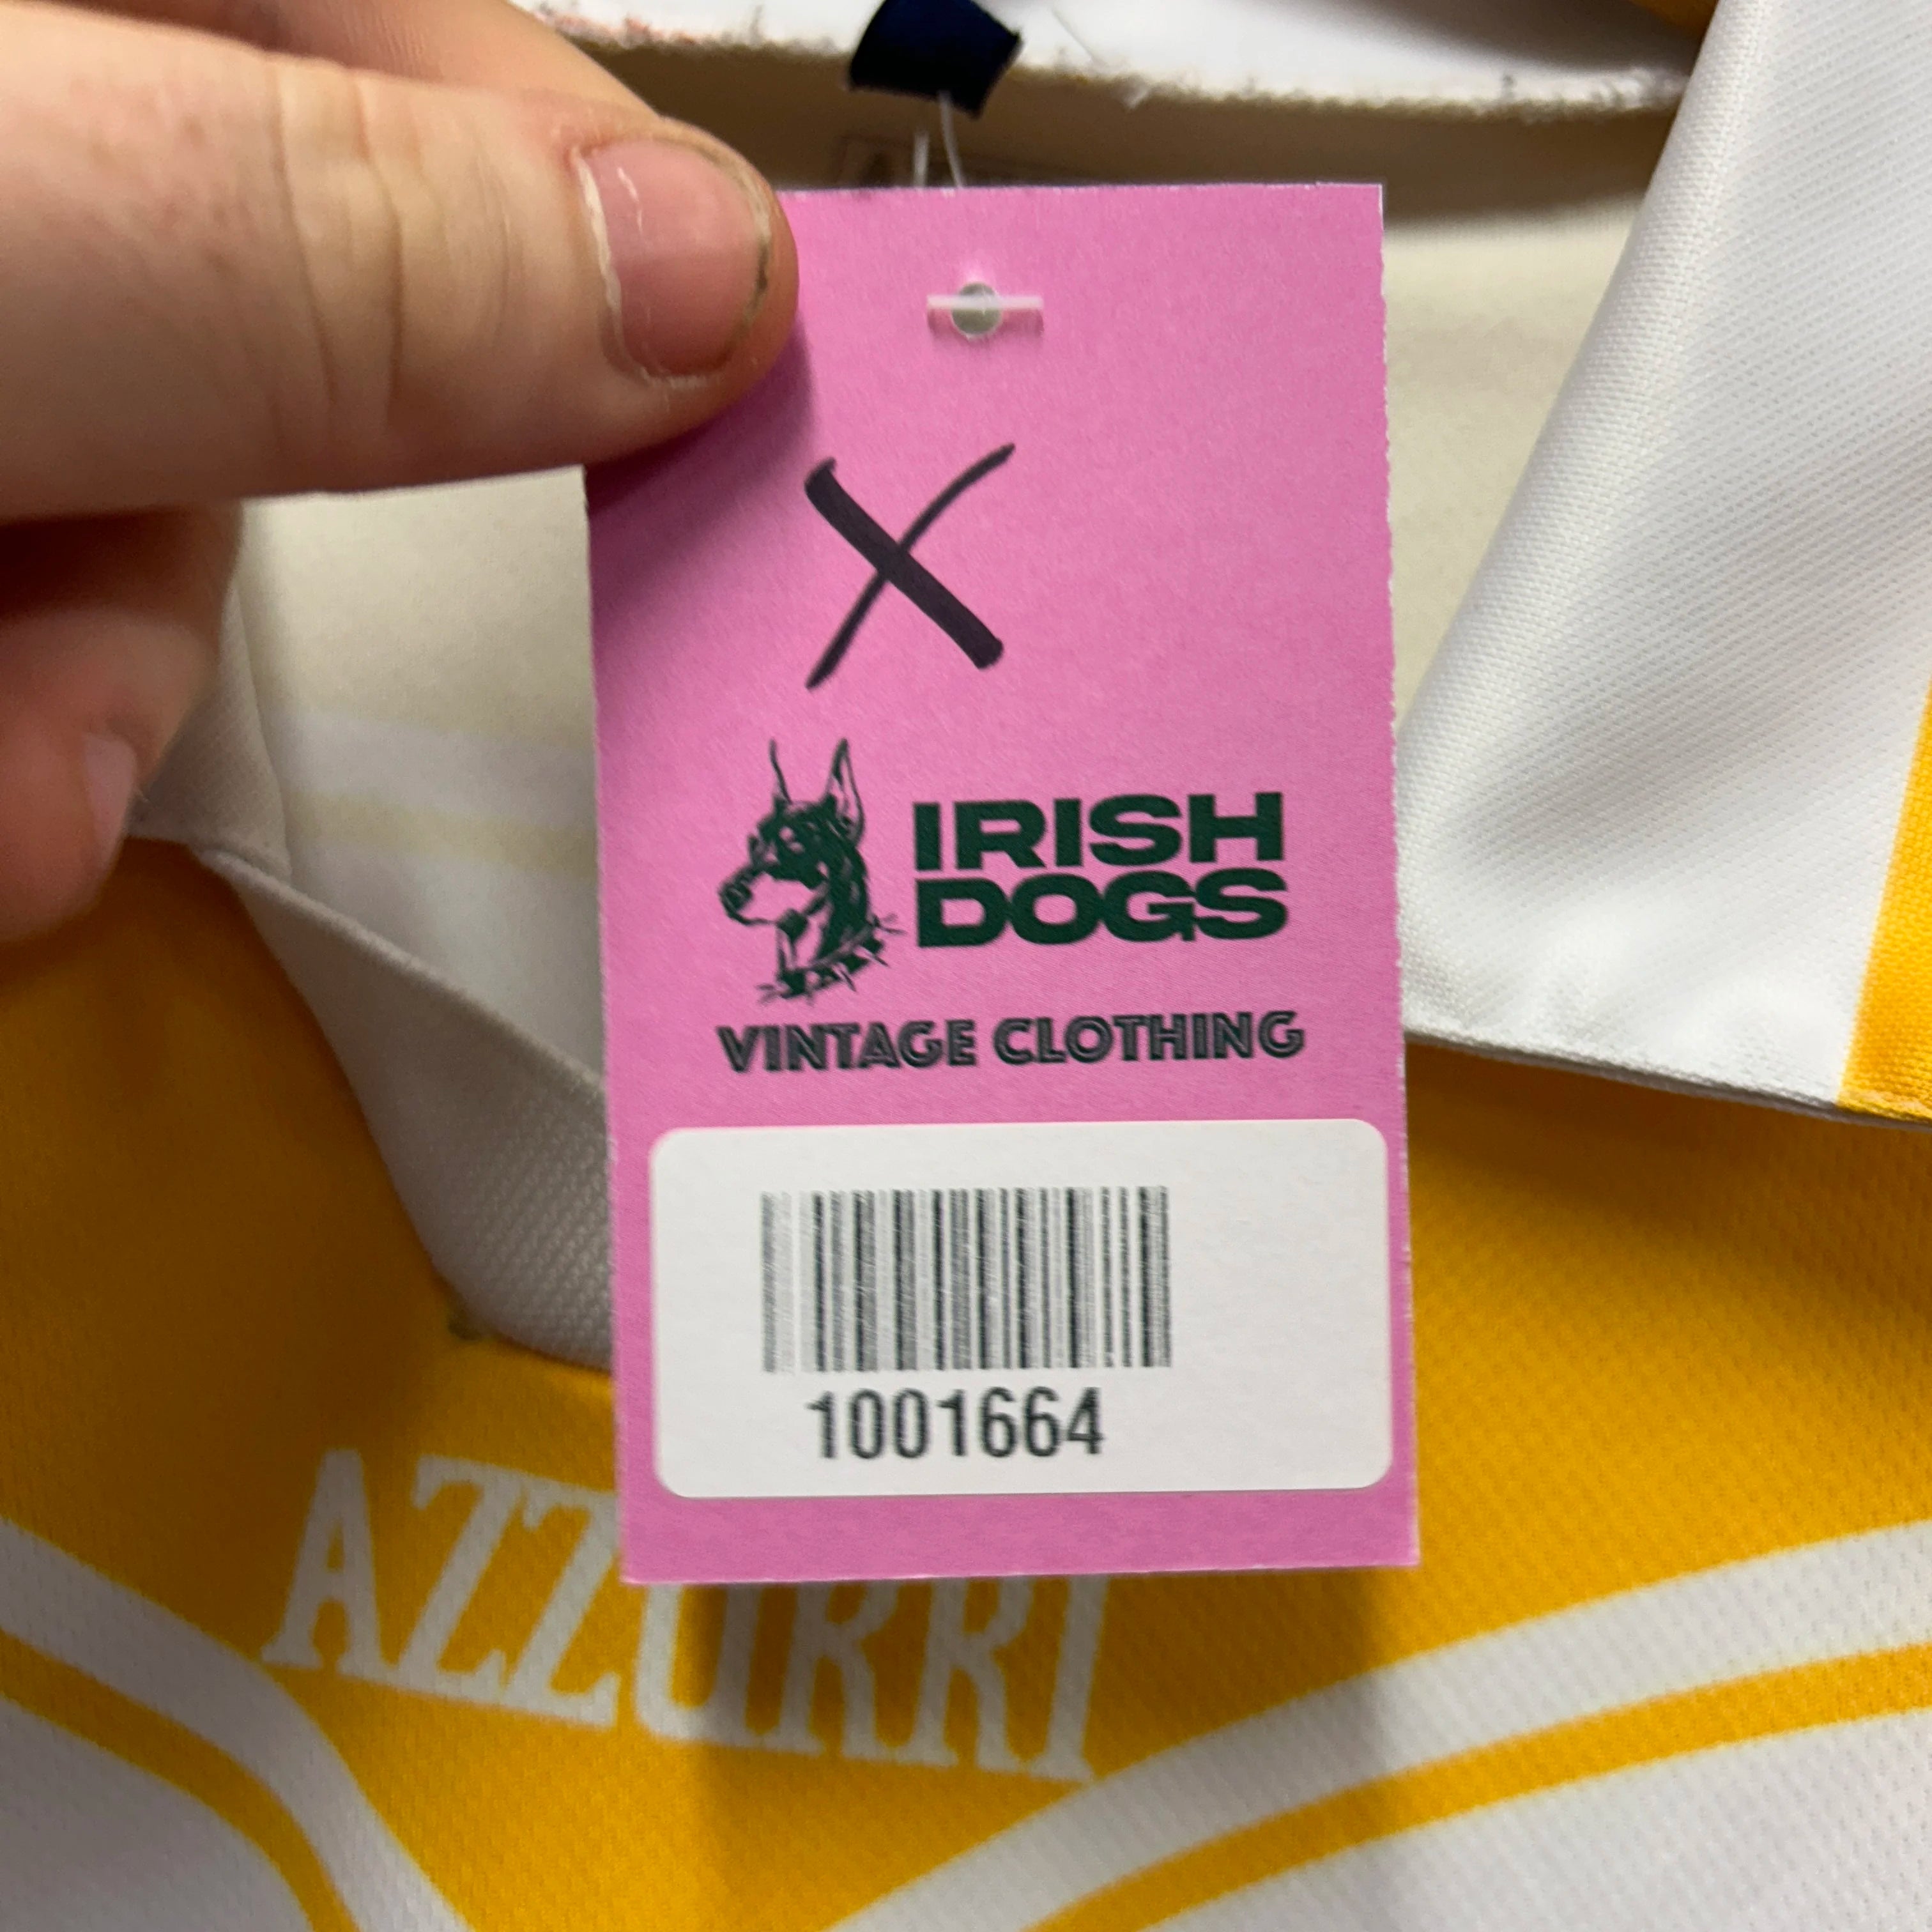 X
IRISH
DOGS
VINTAGE CLOTHING
1001664
AZZURRI